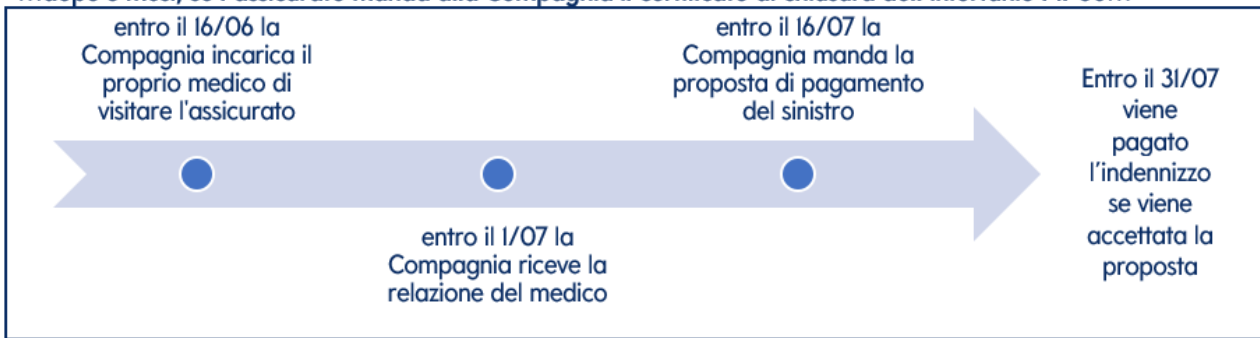 entro il 16/06 la
Compagnia incarica il
proprio medico di
visitare l'assicurato
entro il 1/07 la
Compagnia riceve la
relazione del medico
entro il 16/07 la
Compagnia manda la
proposta di pagamento
del sinistro
Entro il 31/07
viene
pagato
l'indennizzo
se viene
accettata la
proposta